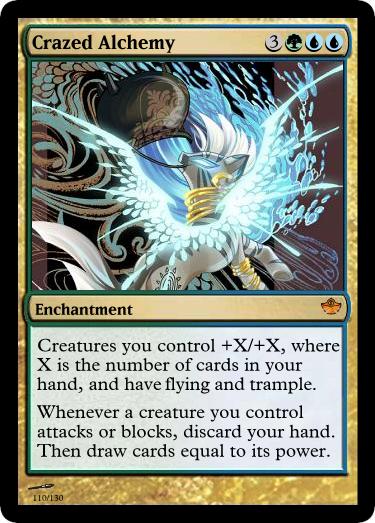 Crazed Alchemy 3
Enchantment
Creatures you control +X/+X, where
X is the number of cards in your
hand, and have flying and trample.
Whenever a creature you control
attacks or blocks, discard your hand.
Then draw cards equal to its power.
110/130